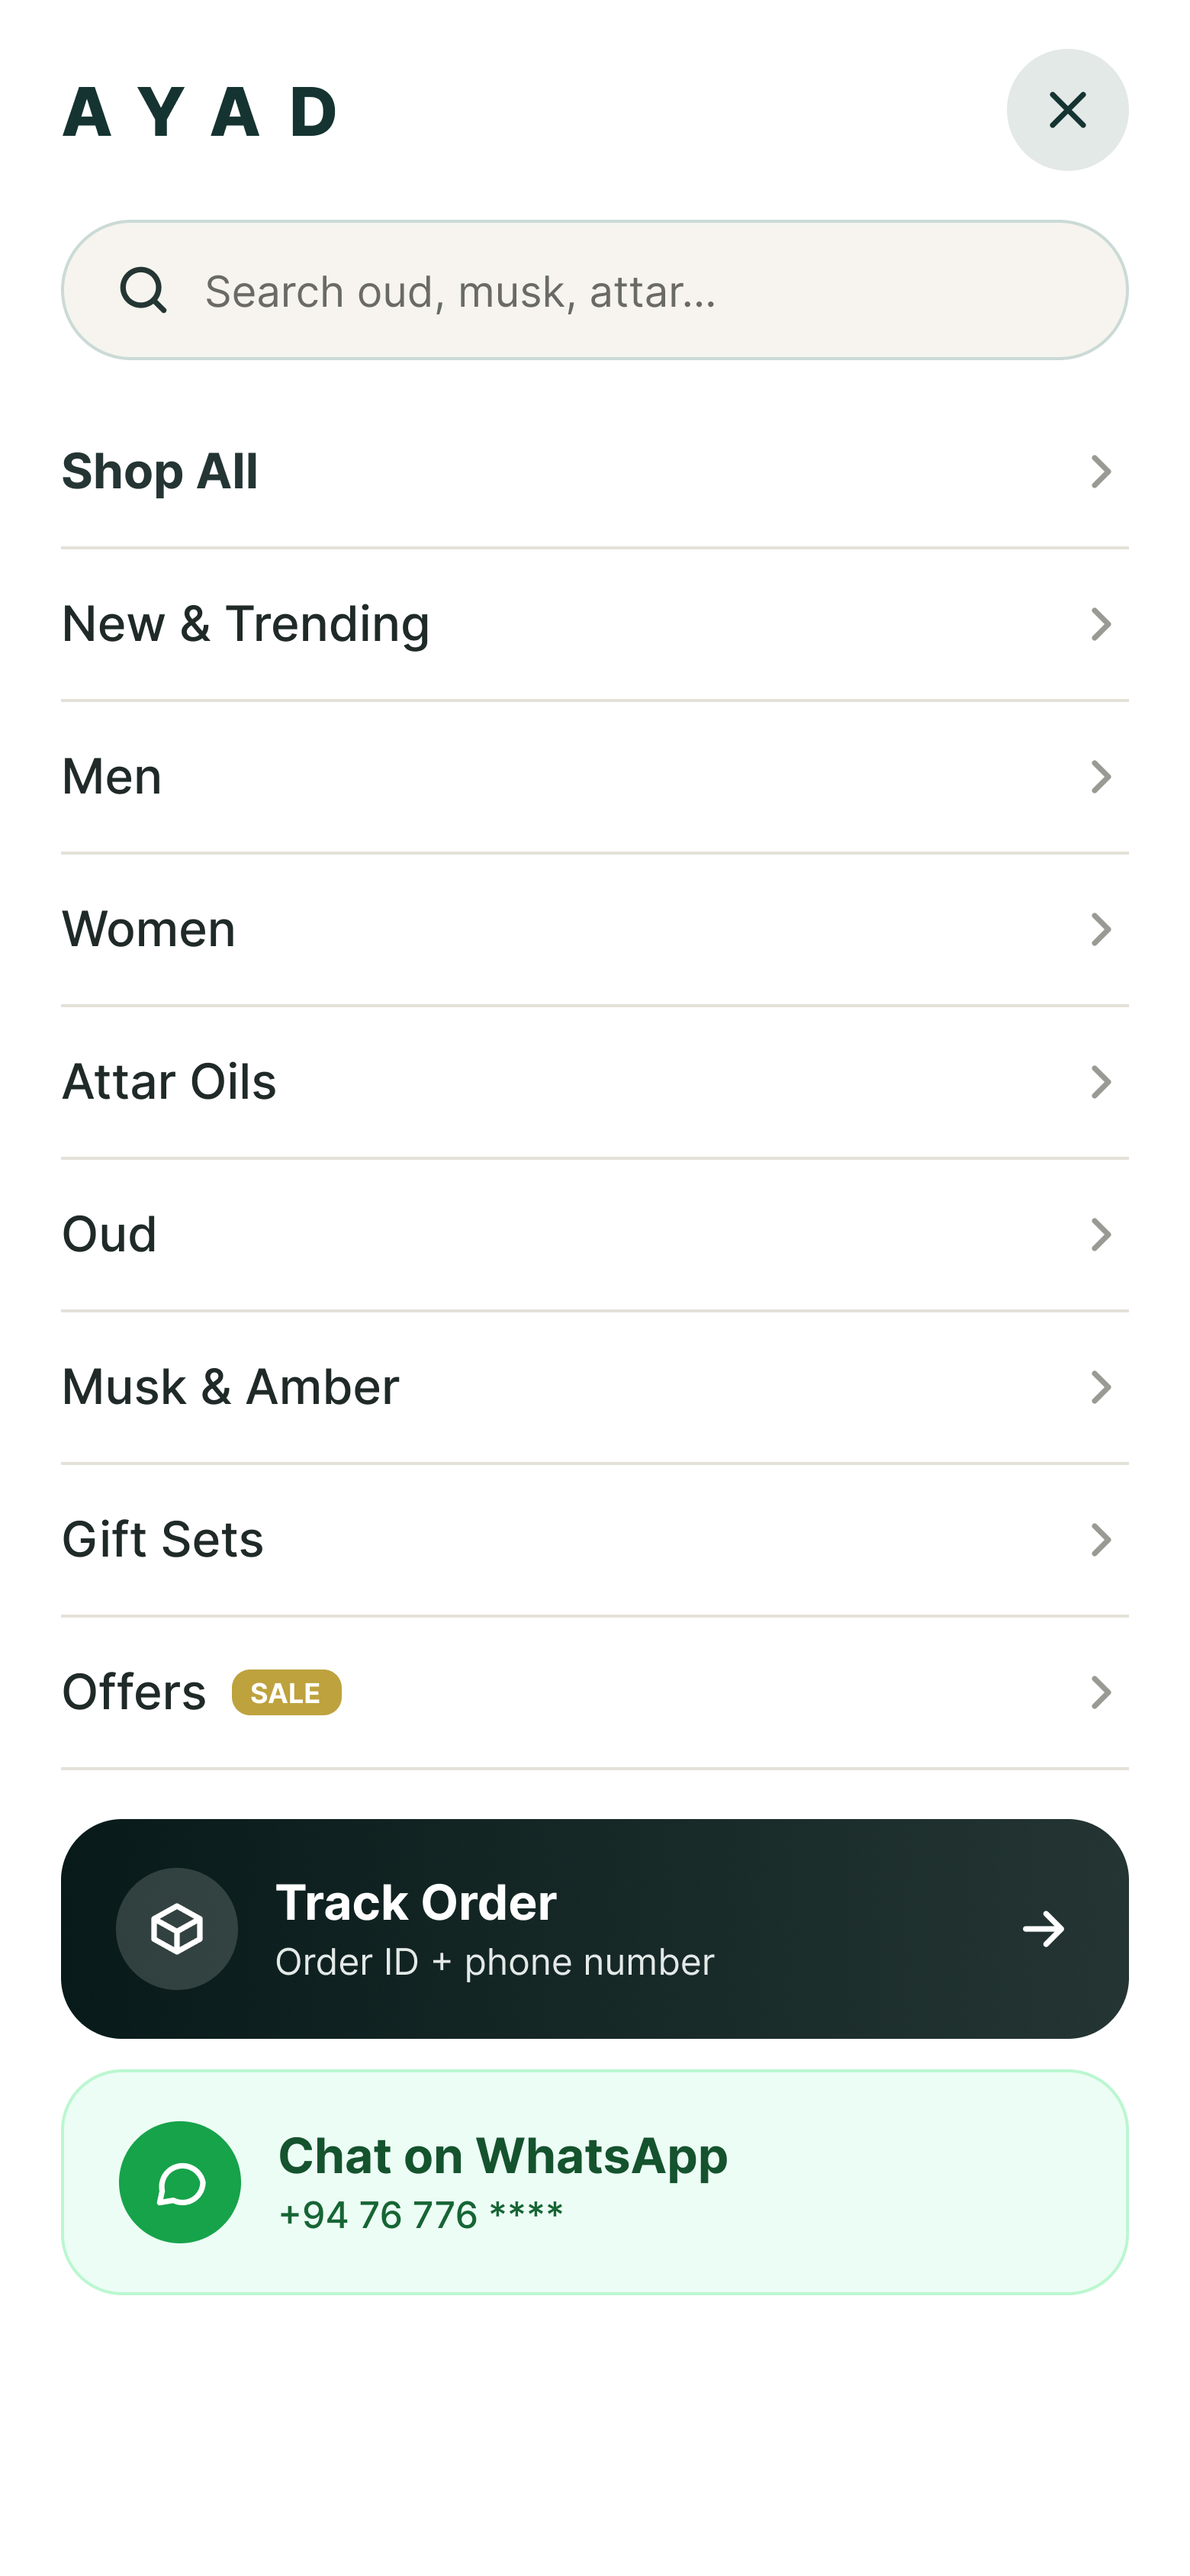 AYAD
Search oud, musk, attar...
Shop All
New & Trending
Men
Women
Attar Oils
Oud
Musk & Amber
Gift Sets
Offers SALE
Track Order
Order ID + phone number
Chat on WhatsApp
+94 76 776 ****